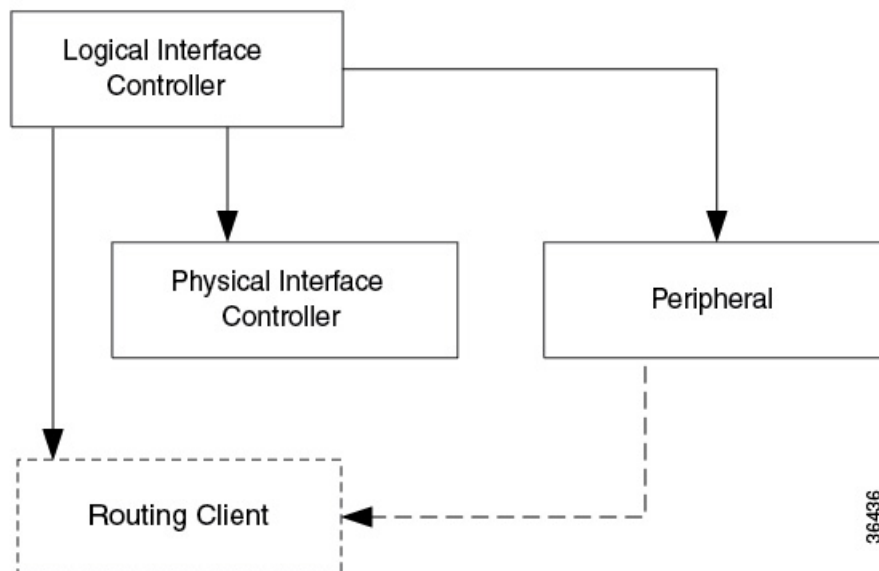 Logical Interface
Controller
Physical Interface
Controller
Peripheral
Routing Client
36436